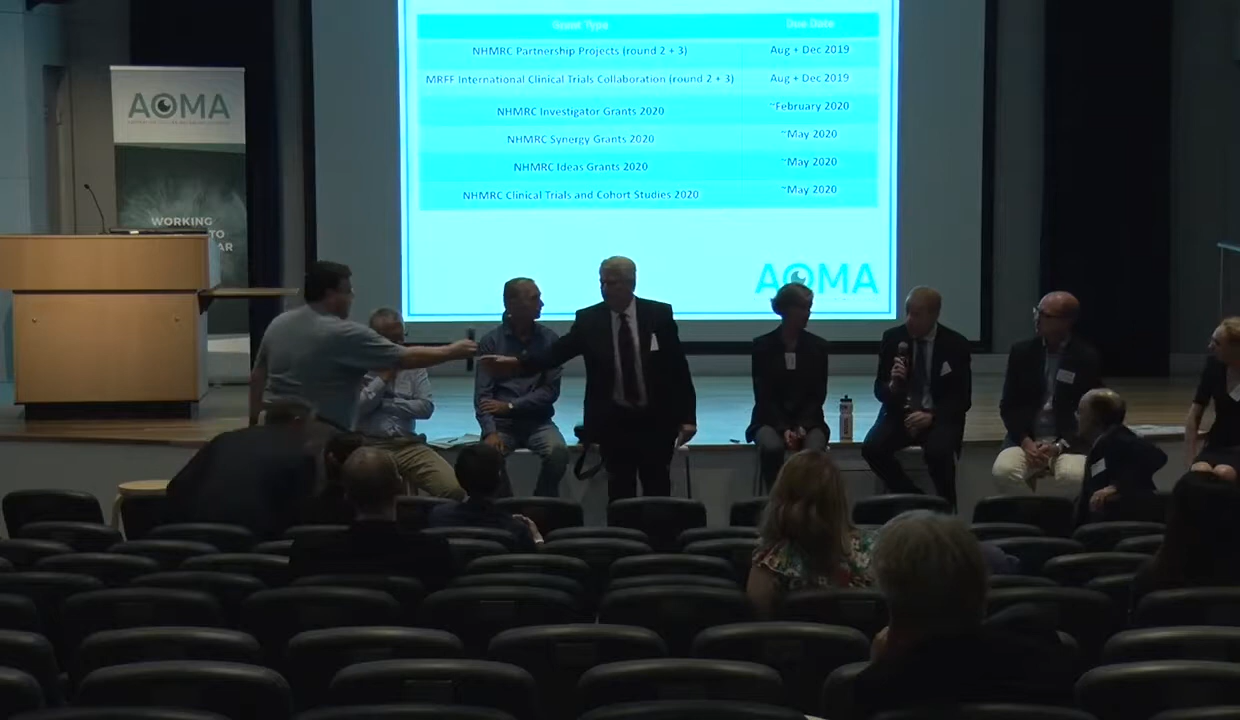 Grant Type Due Date
NHMRC Partnership Projects (round 2 + 3) Aug + Dec 2019
MRFF International Clinical Trials Collaboration (round 2 + 3) Aug + Dec 2019
NHMRC Investigator Grants 2020 ~February 2020
NHMRC Synergy Grants 2020 ~May 2020
NHMRC Ideas Grants 2020 ~May 2020
NHMRC Clinical Trials and Cohort Studies 2020 ~May 2020
AOMA
AOMA
WORKING
TO
AR